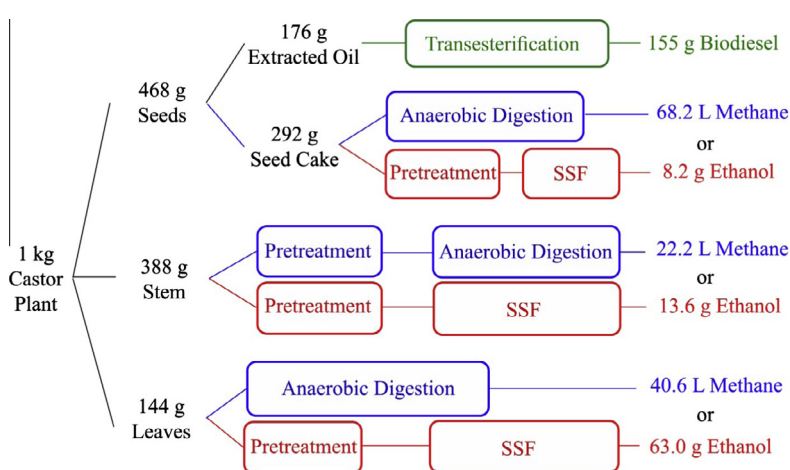 1 kg
Castor
Plant
468 g
Seeds
176 g
Extracted Oil
Transesterification
155 g Biodiesel
292 g
Seed Cake
Anaerobic Digestion
68.2 L Methane
or
Pretreatment
SSF
8.2 g Ethanol
388 g
Stem
Pretreatment
Anaerobic Digestion
22.2 L Methane
or
Pretreatment
SSF
13.6 g Ethanol
144 g
Leaves
Anaerobic Digestion
40.6 L Methane
or
Pretreatment
SSF
63.0 g Ethanol